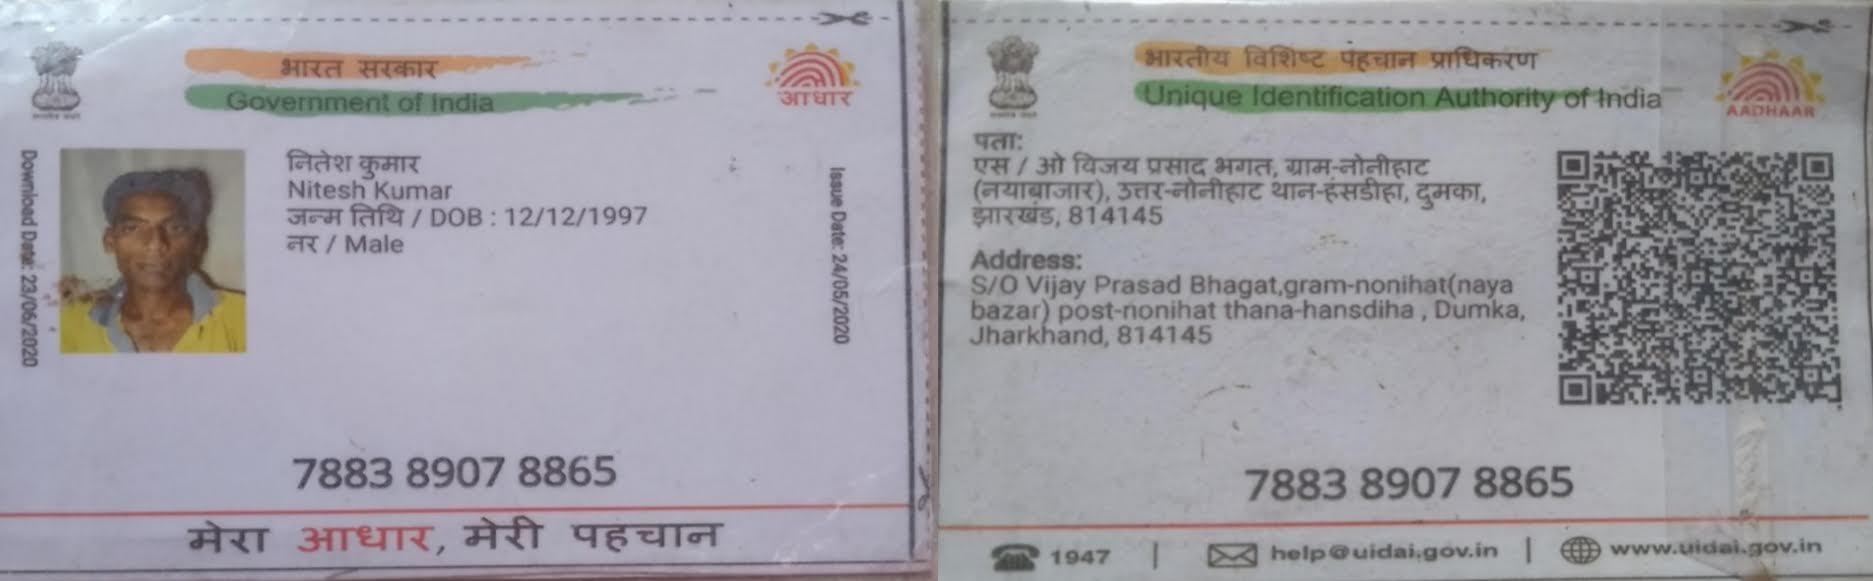 भारत सरकार
Government of India
आधार
Download Date: 23/06/2020
नितेश कुमार
Nitesh Kumar
जन्म तिथि / DOB : 12/12/1997
नर / Male
Issue Date: 24/05/2020
7883 8907 8865
मेरा आधार, मेरी पहचान
भारतीय विशिष्ट पहचान प्राधिकरण
Unique Identification Authority of India
AADHAAR
पता:
एस / ओ विजय प्रसाद भगत, ग्राम-नोनीहाट
(नयाबाजार), उत्तर-नोनीहाट थान-हंसडीहा, दुमका,
झारखंड, 814145
Address:
S/O Vijay Prasad Bhagat,gram-nonihat(naya
bazar) post-nonihat thana-hansdiha , Dumka,
Jharkhand, 814145
7883 8907 8865
1947 | help@uidai.gov.in | www.uidai.gov.in